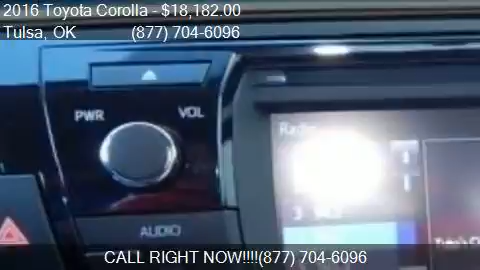 2016 Toyota Corolla - $18,182.00
Tulsa, OK (877) 704-6096
PWR VOL
Radio
AUDIO
CALL RIGHT NOW!!!!(877) 704-6096